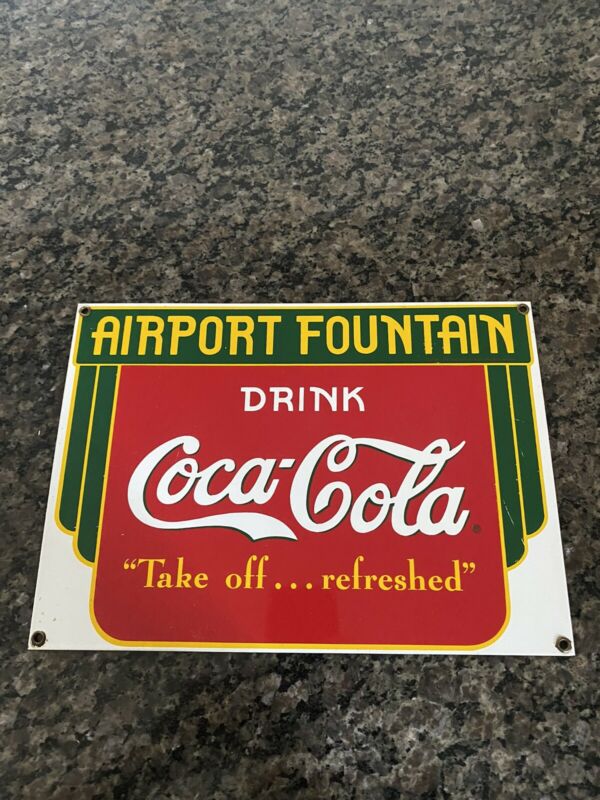 AIRPORT FOUNTAIN
DRINK
Coca-Cola®
“Take off... refreshed”